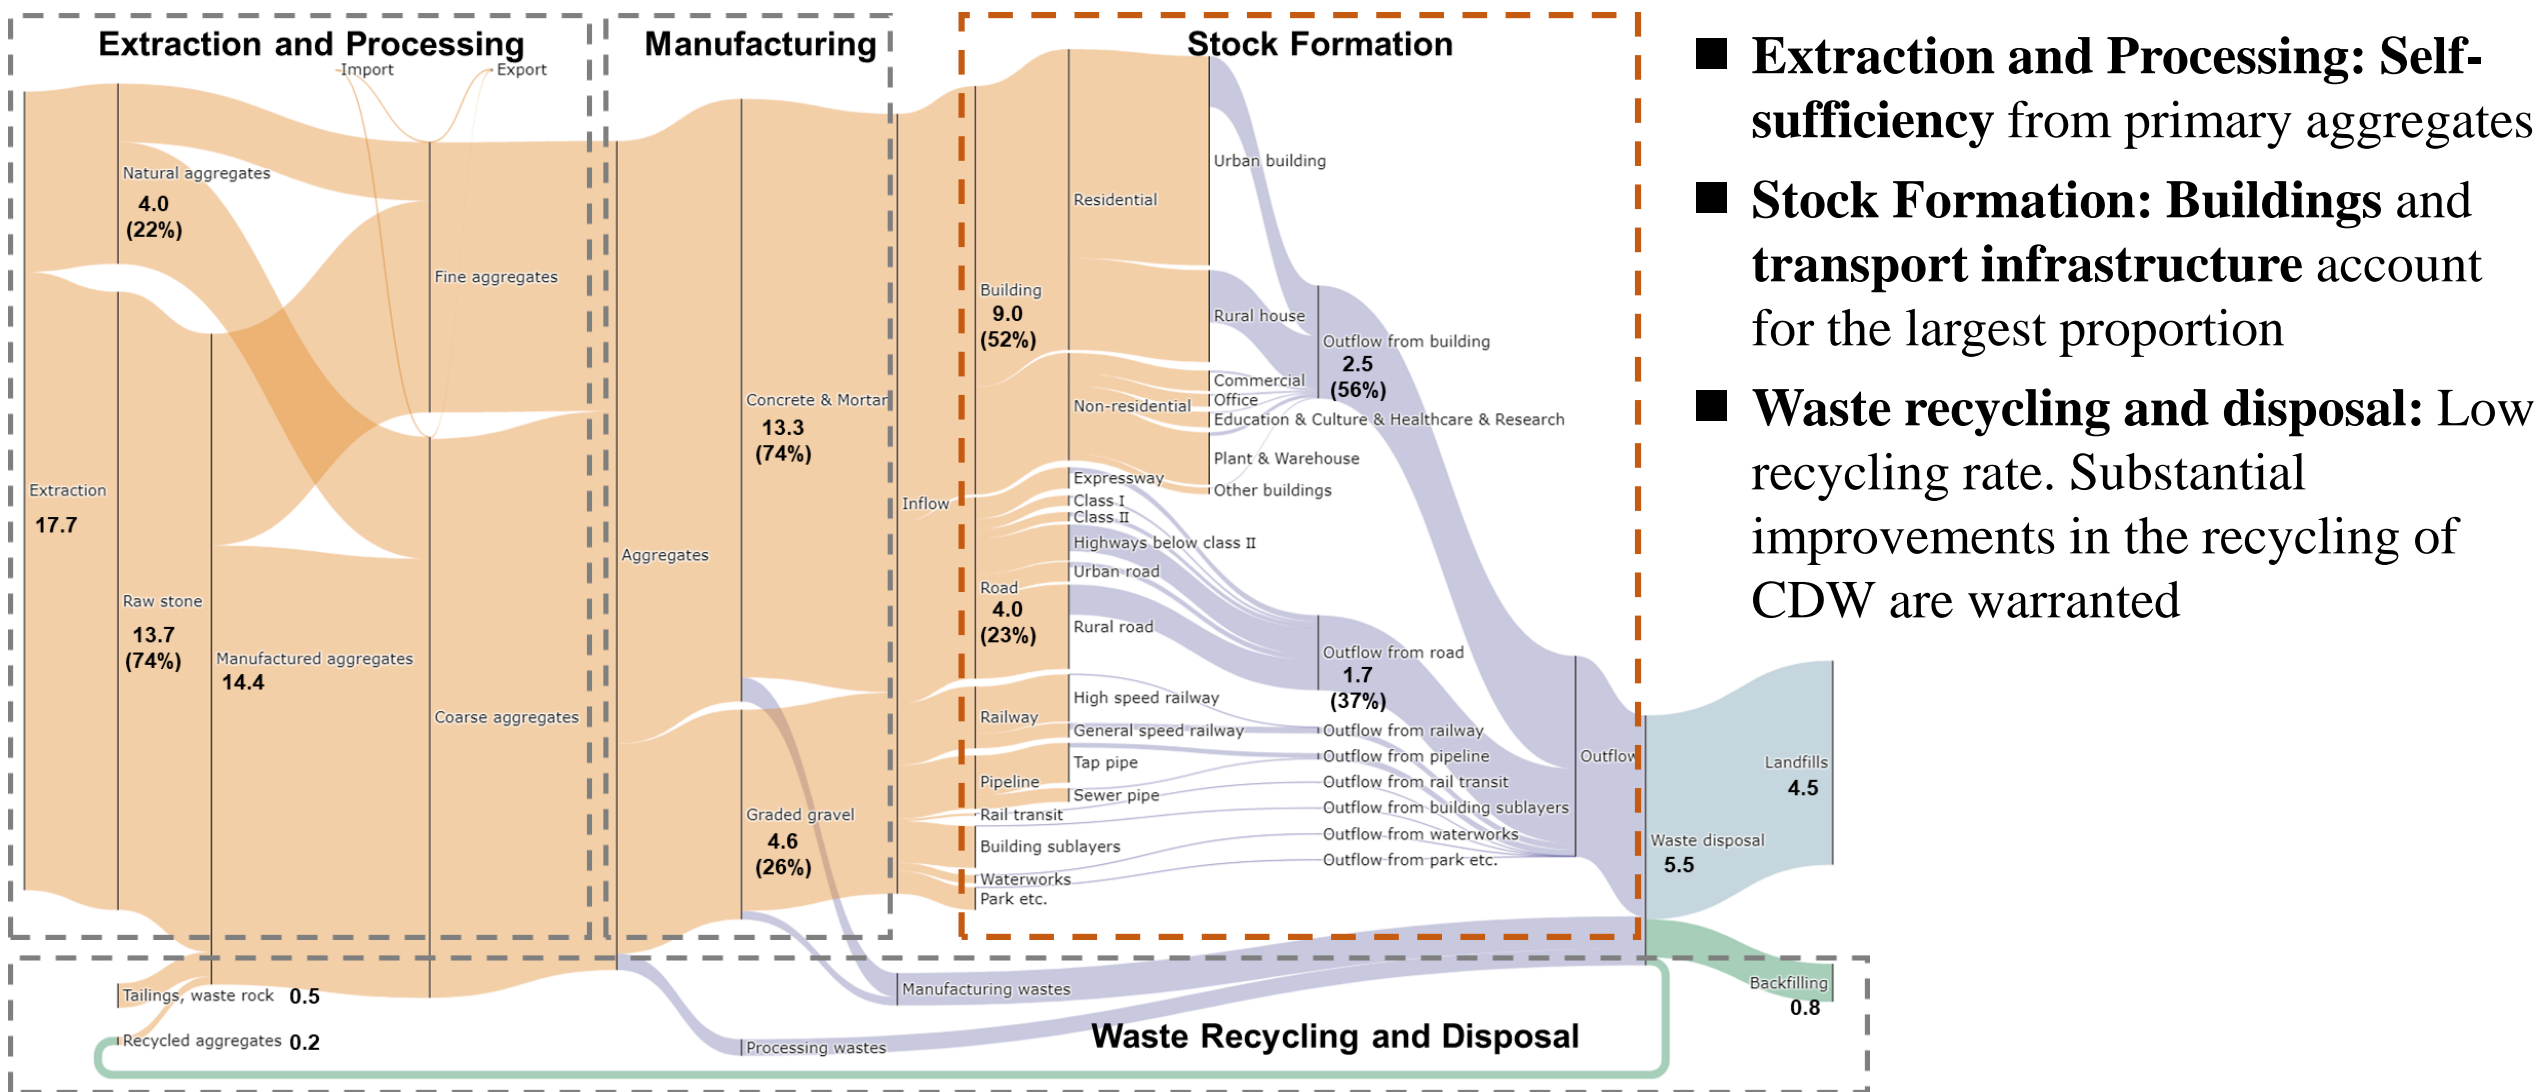 Extraction and Processing
Import
Export
Natural aggregates
4.0
(22%)
Fine aggregates
Extraction
17.7
Raw stone
13.7
(74%)
Manufactured aggregates
14.4
Coarse aggregates
Tailings, waste rock 0.5
Recycled aggregates 0.2
Manufacturing
Concrete & Mortar
13.3
(74%)
Aggregates
Graded gravel
4.6
(26%)
Inflow
Manufacturing wastes
Processing wastes
Stock Formation
Building
9.0
(52%)
Road
4.0
(23%)
Railway
Pipeline
Rail transit
Building sublayers
Waterworks
Park etc.
Residential
Non-residential
Expressway
Class I
Class II
Highways below class II
Urban road
Rural road
High speed railway
General speed railway
Tap pipe
Sewer pipe
Urban building
Rural house
Commercial
Office
Education & Culture & Healthcare & Research
Plant & Warehouse
Other buildings
Outflow from building
2.5
(56%)
Outflow from road
1.7
(37%)
Outflow from railway
Outflow from pipeline
Outflow from rail transit
Outflow from building sublayers
Outflow from waterworks
Outflow from park etc.
Outflow
Waste disposal
5.5
Landfills
4.5
Backfilling
0.8
Waste Recycling and Disposal
■ Extraction and Processing: Self-
sufficiency from primary aggregates
■ Stock Formation: Buildings and
transport infrastructure account
for the largest proportion
■ Waste recycling and disposal: Low
recycling rate. Substantial
improvements in the recycling of
CDW are warranted